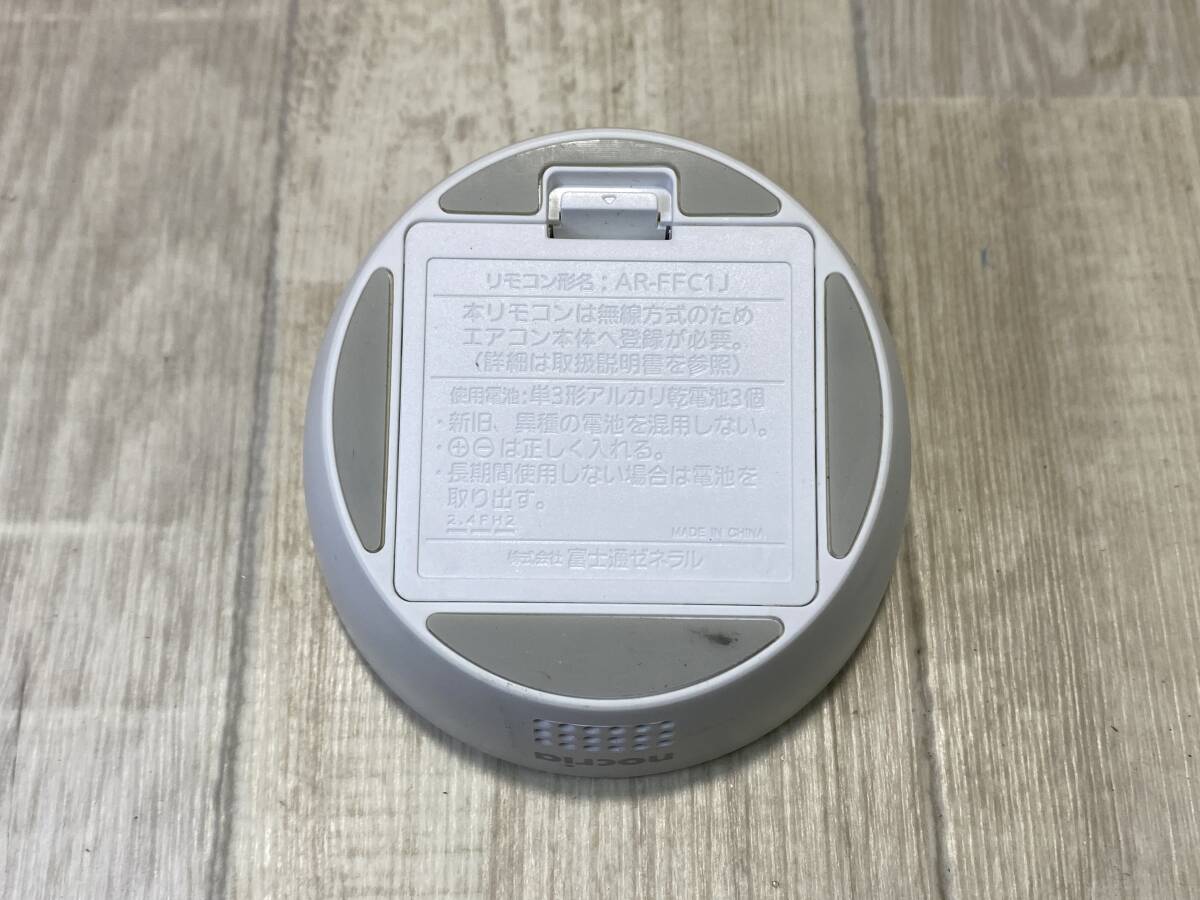 リモコン形名：AR-FFC1J
本リモコンは無線方式のため
エアコン本体へ登録が必要。
（詳細は取扱説明書を参照）
使用電池：単3形アルカリ乾電池3個
・新旧、異種の電池を混用しない。
・⊕⊖は正しく入れる。
・長期間使用しない場合は電池を
取り出す。
2.4FH2
MADE IN CHINA
株式会社 富士通ゼネラル
nocria